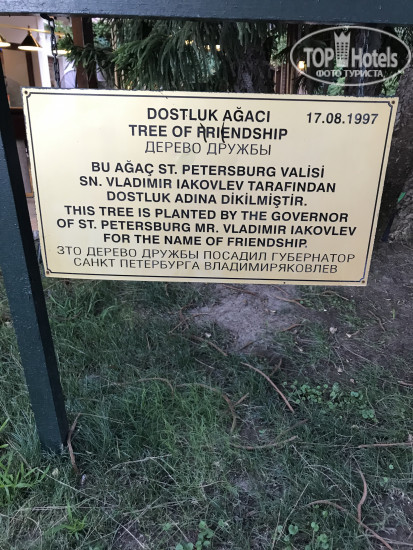 TOP Hotels
ФОТО ТУРИСТА
DOSTLUK AĞACI 17.08.1997
TREE OF FRIENDSHIP
ДЕРЕВО ДРУЖБЫ
BU AĞAÇ ST. PETERSBURG VALİSİ
SN. VLADIMIR IAKOVLEV TARAFINDAN
DOSTLUK ADINA DİKİLMİŞTİR.
THIS TREE IS PLANTED BY THE GOVERNOR
OF ST. PETERSBURG MR. VLADIMIR IAKOVLEV
FOR THE NAME OF FRIENDSHIP.
ЗТО ДЕРЕВО ДРУЖБЫ ПОСАДИЛ ГУБЕРНАТОР
САНКТ ПЕТЕРБУРГА ВЛАДИМИРЯКОВЛЕВ